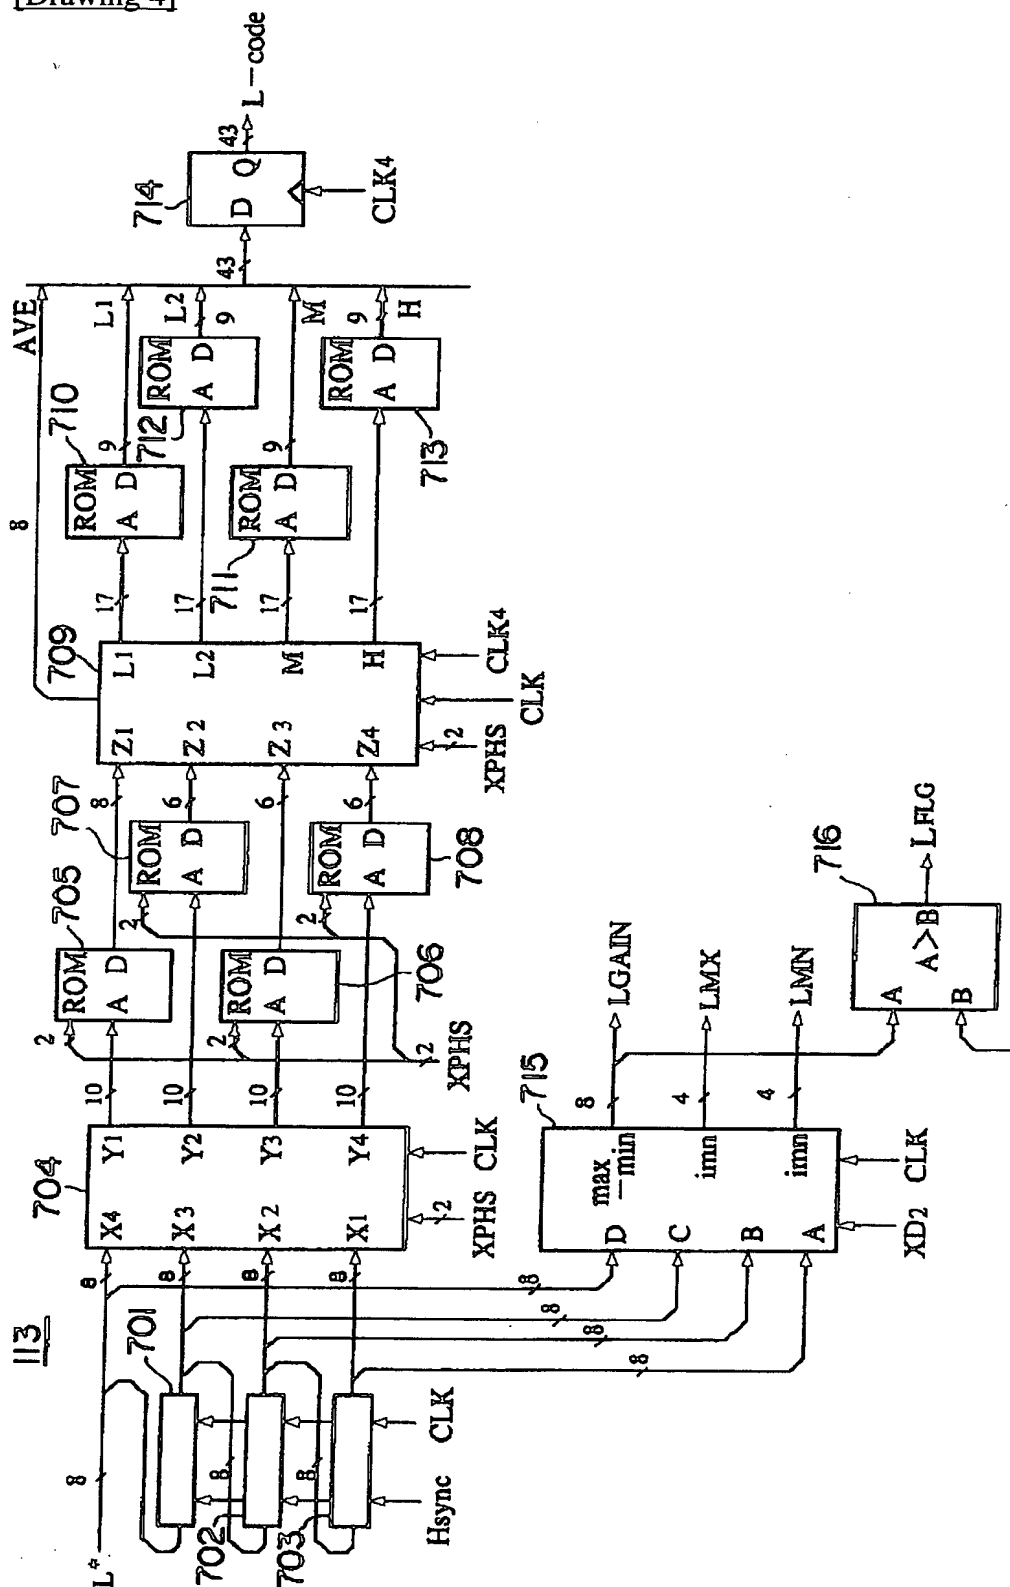 [Drawing 4]
113
L*
8
701
702
703
8
8
Hsync
CLK
8
8
8
8
8
8
8
8
704
X4 Y1
X3 Y2
X2 Y3
X1 Y4
XPHS
2
CLK
10
10
10
10
2
2
2
2
XPHS
2
705
ROM
A D
706
ROM
A D
707
ROM
A D
708
ROM
A D
8
6
6
6
709
Z1 L1
Z2 L2
Z3 M
Z4 H
XPHS
2
CLK
CLK4
8
AVE
17
17
17
17
710
ROM
A D
711
ROM
A D
712
ROM
A D
713
ROM
A D
9
L1
9
L2
9
M
9
H
43
714
D Q
CLK4
43
L-code
715
D
max
-min
C
imn
B
imn
A
XD2
CLK
8
LGAIN
4
LMX
4
LMN
716
A
A>B
B
LFLG